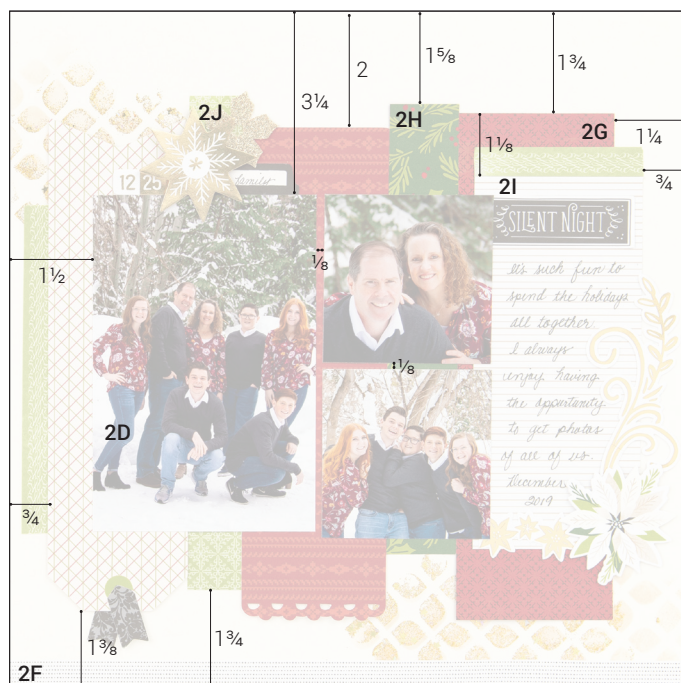 2
1⅝
1¾
3¼
2J
2H
2G
1⅛
1¼
¾
2I
12 25
families
SILENT NIGHT
1½
⅛
it's such fun to
spend the holidays
all together.
I always
enjoy having
the opportunity
to get photos
of all of us.
December
2019
⅛
2D
¾
1⅜
1¾
2F